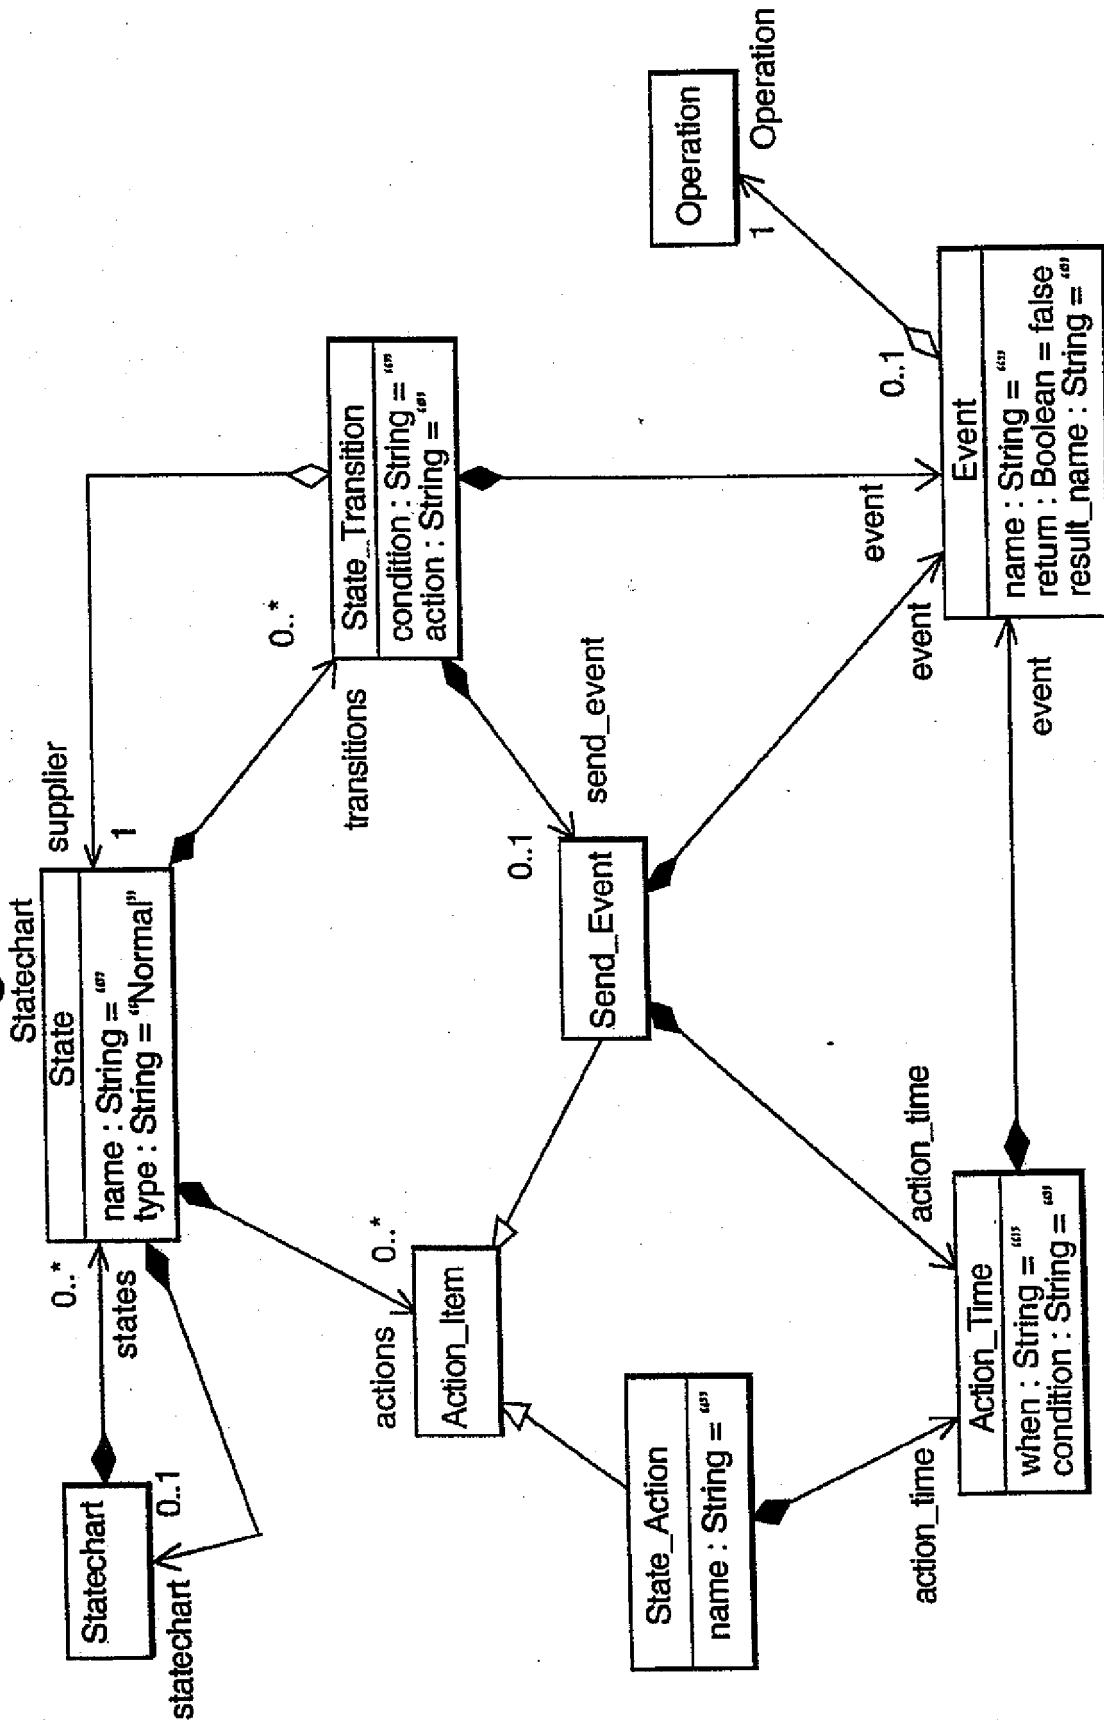 Statechart
Statechart
0..1
statechart
0..*
states
State
name : String = “”
type : String = “Normal”
supplier
1
actions
0..*
Action_Item
transitions
0..*
State_Transition
condition : String = “”
action : String = “”
State_Action
name : String = “”
0..1
send_event
Send_Event
Operation
1
Operation
action_time
action_time
Action_Time
when : String = “”
condition : String = “”
event
event
event
0..1
Event
name : String = “”
return : Boolean = false
result_name : String = “”